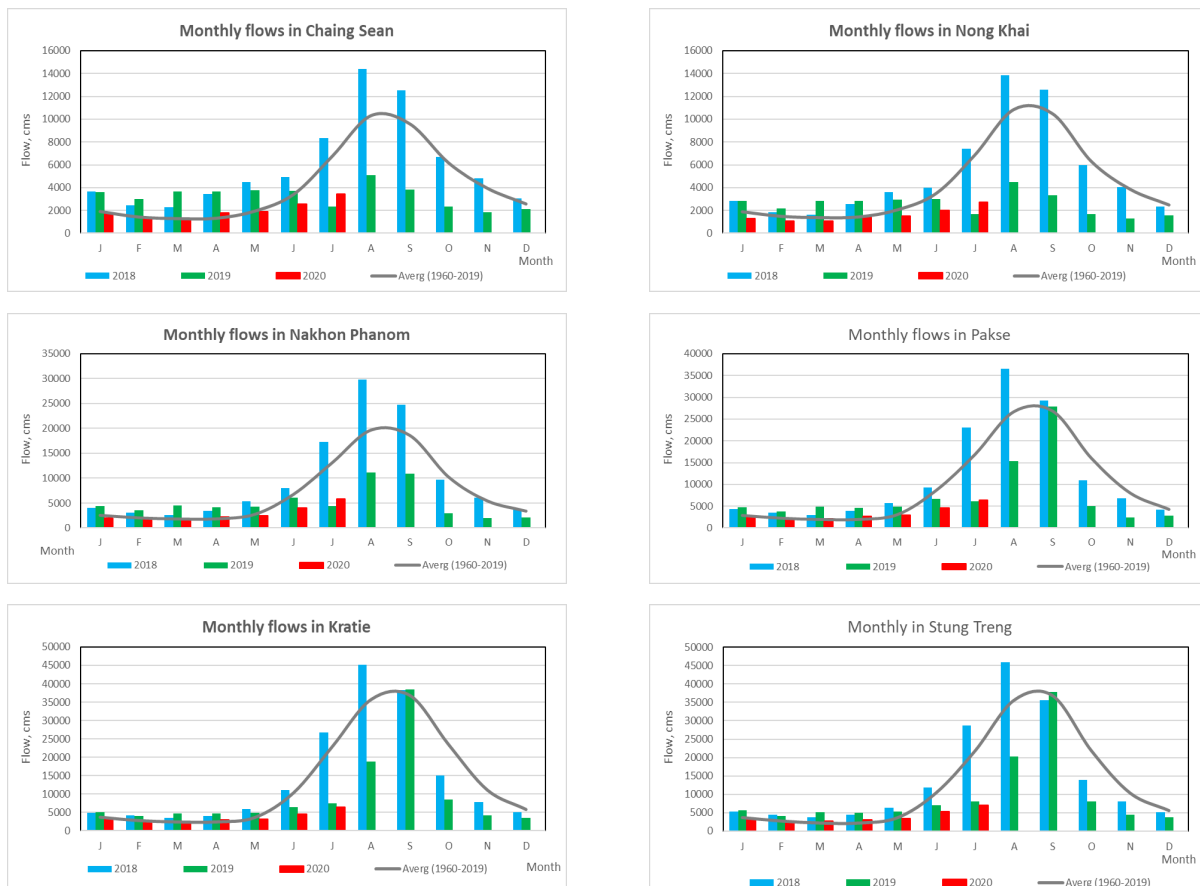 Monthly flows in Chaing Sean
Flow, cms
16000
14000
12000
10000
8000
6000
4000
2000
0
J F M A M J J A S O N D
Month
2018 2019 2020 Averg (1960-2019)
Monthly flows in Nong Khai
Flow, cms
16000
14000
12000
10000
8000
6000
4000
2000
0
J F M A M J J A S O N D
Month
2018 2019 2020 Averg (1960-2019)
Monthly flows in Nakhon Phanom
Flow, cms
35000
30000
25000
20000
15000
10000
5000
0
J F M A M J J A S O N D
Month
2018 2019 2020 Averg (1960-2019)
Monthly flows in Pakse
Flow, cms
40000
35000
30000
25000
20000
15000
10000
5000
0
J F M A M J J A S O N D
Month
2018 2019 2020 Averg (1960-2019)
Monthly flows in Kratie
Flow, cms
50000
45000
40000
35000
30000
25000
20000
15000
10000
5000
0
J F M A M J J A S O N D
2018 2019 2020 Averg (1960-2019) Month
Monthly in Stung Treng
Flow, cms
50000
45000
40000
35000
30000
25000
20000
15000
10000
5000
0
J F M A M J J A S O N D
Month
2018 2019 2020 Averg (1960-2019)